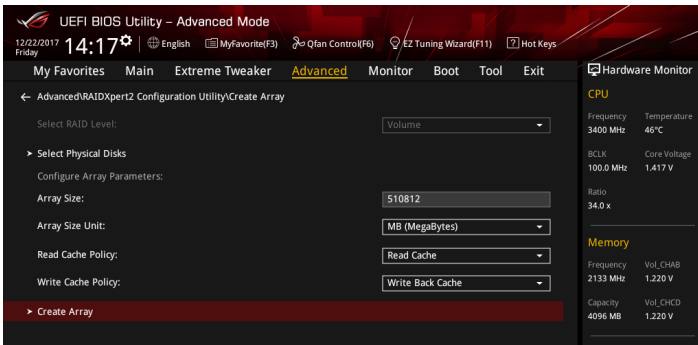 UEFI BIOS Utility – Advanced Mode
12/22/2017 Friday 14:17 English MyFavorite(F3) Qfan Control(F6) EZ Tuning Wizard(F11) Hot Keys
My Favorites Main Extreme Tweaker Advanced Monitor Boot Tool Exit
← Advanced\RAIDXpert2 Configuration Utility\Create Array
Select RAID Level: Volume
> Select Physical Disks
Configure Array Parameters:
Array Size: 510812
Array Size Unit: MB (MegaBytes)
Read Cache Policy: Read Cache
Write Cache Policy: Write Back Cache
> Create Array
Hardware Monitor
CPU
Frequency Temperature
3400 MHz 46°C
BCLK Core Voltage
100.0 MHz 1.417 V
Ratio
34.0 x
Memory
Frequency Vol_CHAB
2133 MHz 1.220 V
Capacity Vol_CHCD
4096 MB 1.220 V